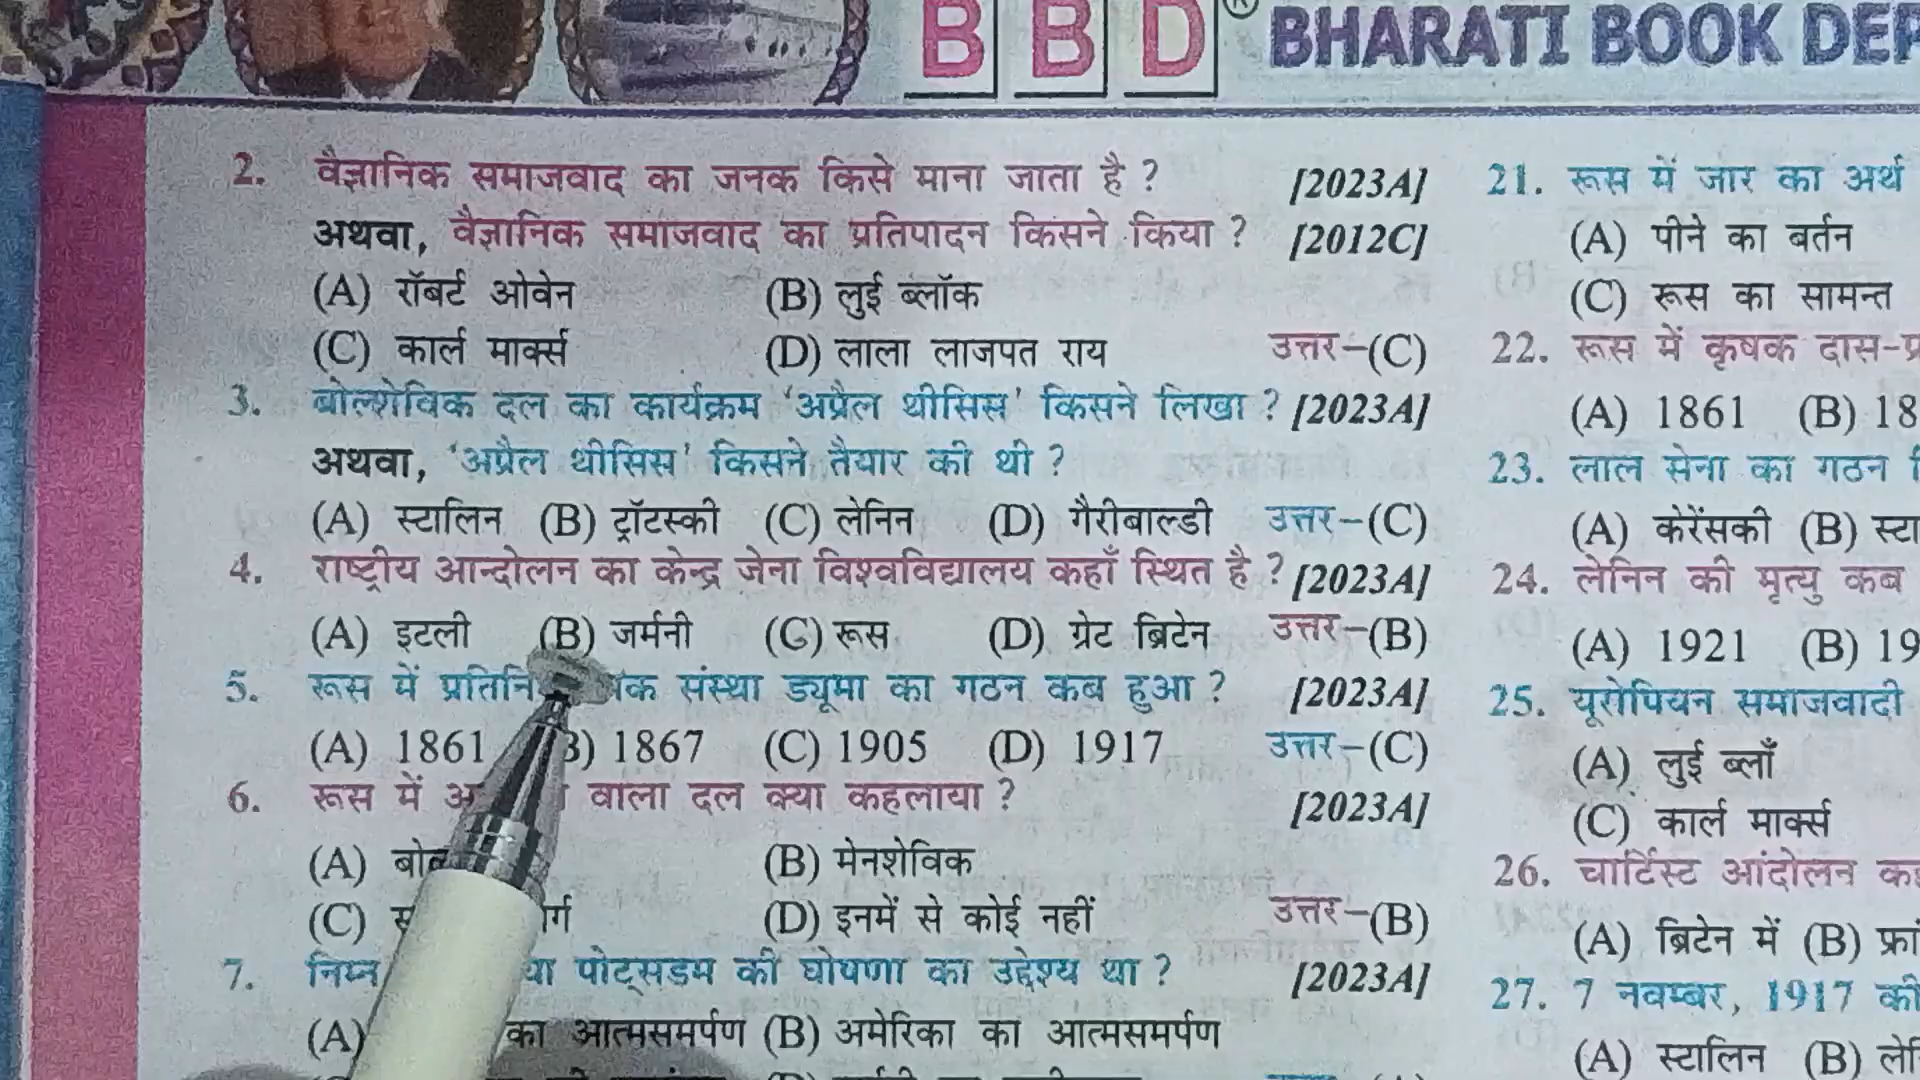 B B D BHARATI BOOK DEP
2. वैज्ञानिक समाजवाद का जनक किसे माना जाता है ? [2023A]
अथवा, वैज्ञानिक समाजवाद का प्रतिपादन किसने किया ? [2012C]
(A) रॉबर्ट ओवेन (B) लुई ब्लॉक
(C) कार्ल मार्क्स (D) लाला लाजपत राय उत्तर–(C)
3. बोल्शेविक दल का कार्यक्रम 'अप्रैल थीसिस' किसने लिखा ? [2023A]
अथवा, 'अप्रैल थीसिस' किसने तैयार की थी ?
(A) स्टालिन (B) ट्रॉटस्की (C) लेनिन (D) गैरीबाल्डी उत्तर–(C)
4. राष्ट्रीय आन्दोलन का केन्द्र जेना विश्वविद्यालय कहाँ स्थित है ? [2023A]
(A) इटली (B) जर्मनी (C) रूस (D) ग्रेट ब्रिटेन उत्तर–(B)
5. रूस में संस्था ड्यूमा का गठन कब हुआ ? [2023A]
(A) 1861 (B) 1867 (C) 1905 (D) 1917 उत्तर–(C)
6. रूस में वाला दल क्या कहलाया ? [2023A]
(A) (B) मेनशेविक
(C) (D) इनमें से कोई नहीं उत्तर–(B)
7. निम्न पोट्सडम की घोषणा का उद्देश्य था ? [2023A]
(A) का आत्मसमर्पण (B) अमेरिका का आत्मसमर्पण
21. रूस में जार का अर्थ
(A) पीने का बर्तन
(C) रूस का सामन्त
22. रूस में कृषक दास-प्र
(A) 1861 (B) 18
23. लाल सेना का गठन
(A) केरेंसकी (B) स्टा
24. लेनिन की मृत्यु कब
(A) 1921 (B) 19
25. यूरोपियन समाजवादी
(A) लुई ब्लाँ
(C) कार्ल मार्क्स
26. चार्टिस्ट आंदोलन
(A) ब्रिटेन में (B) फ्रां
27. 7 नवम्बर, 1917 की
(A) स्टालिन (B) ले